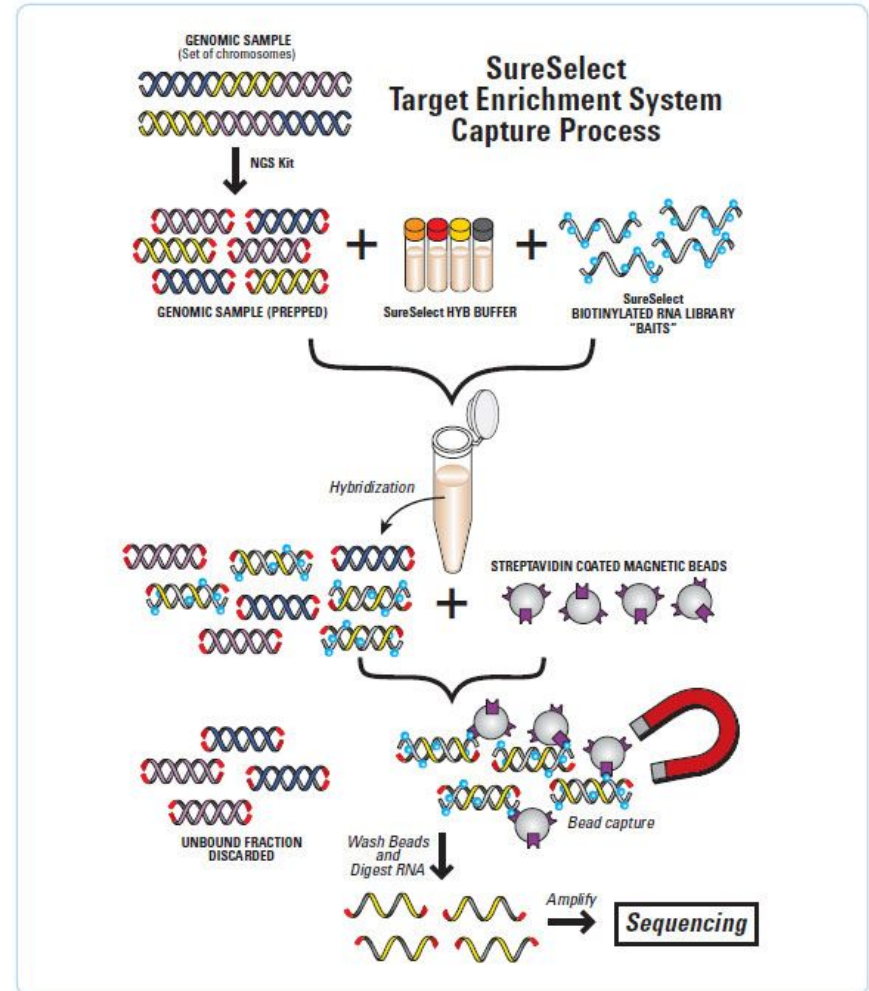 GENOMIC SAMPLE
(Set of chromosomes)
SureSelect
Target Enrichment System
Capture Process
NGS Kit
GENOMIC SAMPLE (PREPPED)
SureSelect HYB BUFFER
SureSelect
BIOTINYLATED RNA LIBRARY
"BAITS"
Hybridization
STREPTAVIDIN COATED MAGNETIC BEADS
UNBOUND FRACTION
DISCARDED
Bead capture
Wash Beads
and
Digest RNA
Amplify
Sequencing